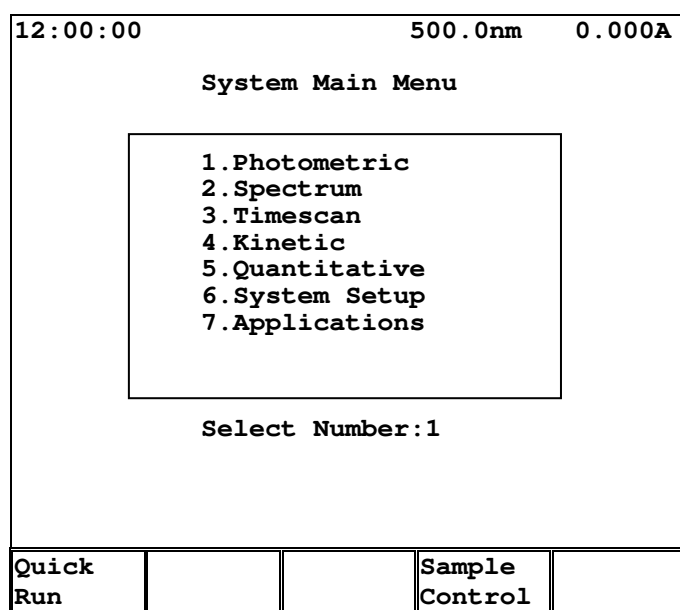 12:00:00 500.0nm 0.000A
System Main Menu
1.Photometric
2.Spectrum
3.Timescan
4.Kinetic
5.Quantitative
6.System Setup
7.Applications
Select Number:1
Quick Run
Sample Control